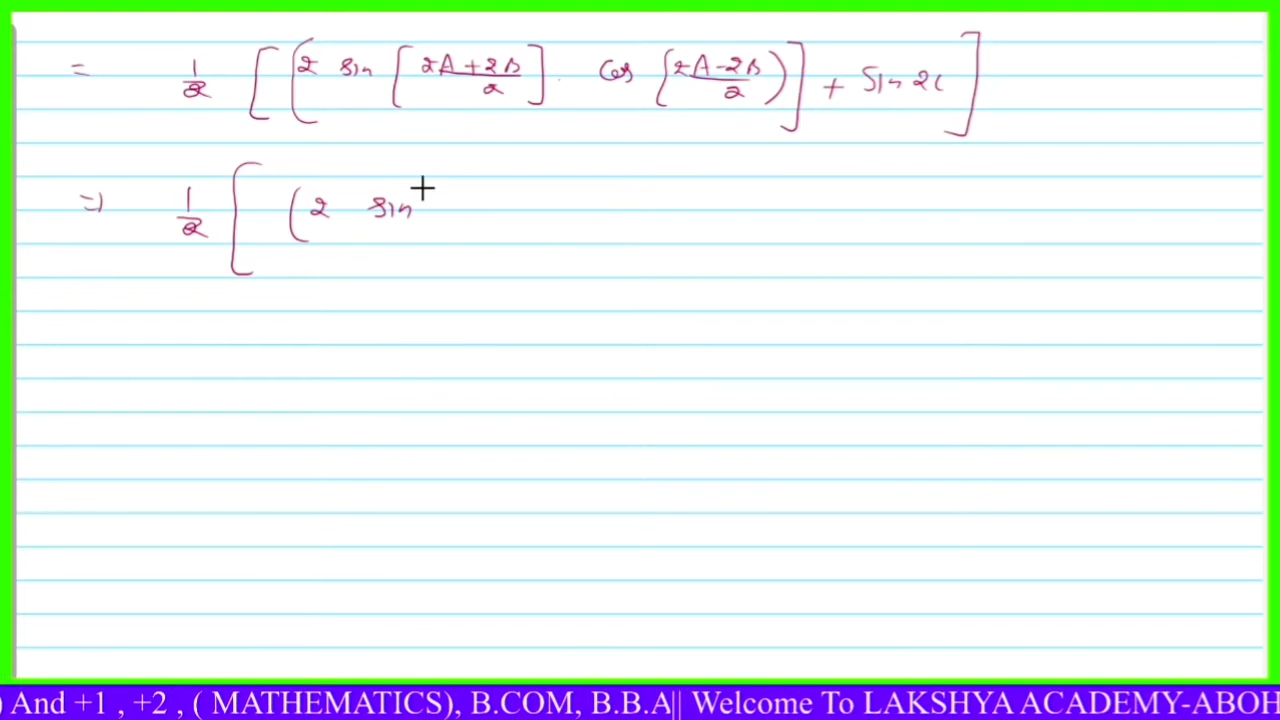 = 1/2 [ ( 2 sin [ 2A+2B/2 ] . Cos ( 2A-2B/2 ) ] + Sin 2C ]
=) 1/2 [ ( 2 sin
) And +1 , +2 , ( MATHEMATICS), B.COM, B.B.A|| Welcome To LAKSHYA ACADEMY-ABOH